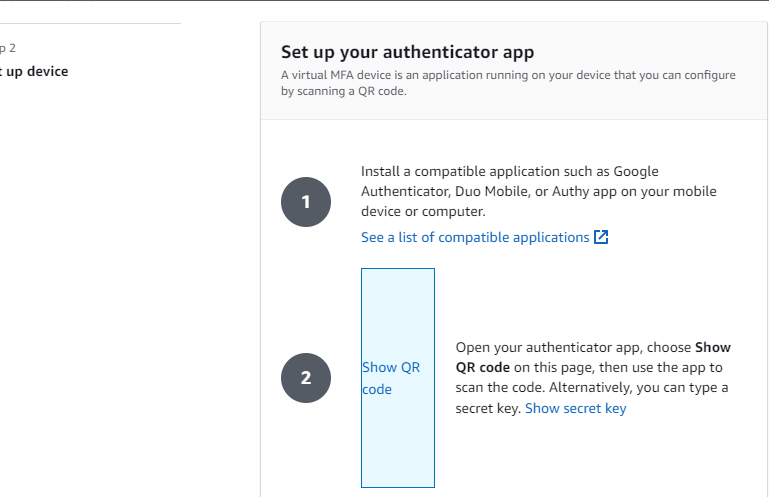 p 2
t up device
Set up your authenticator app
A virtual MFA device is an application running on your device that you can configure
by scanning a QR code.
1
Install a compatible application such as Google
Authenticator, Duo Mobile, or Authy app on your mobile
device or computer.
See a list of compatible applications
2
Show QR
code
Open your authenticator app, choose Show
QR code on this page, then use the app to
scan the code. Alternatively, you can type a
secret key. Show secret key